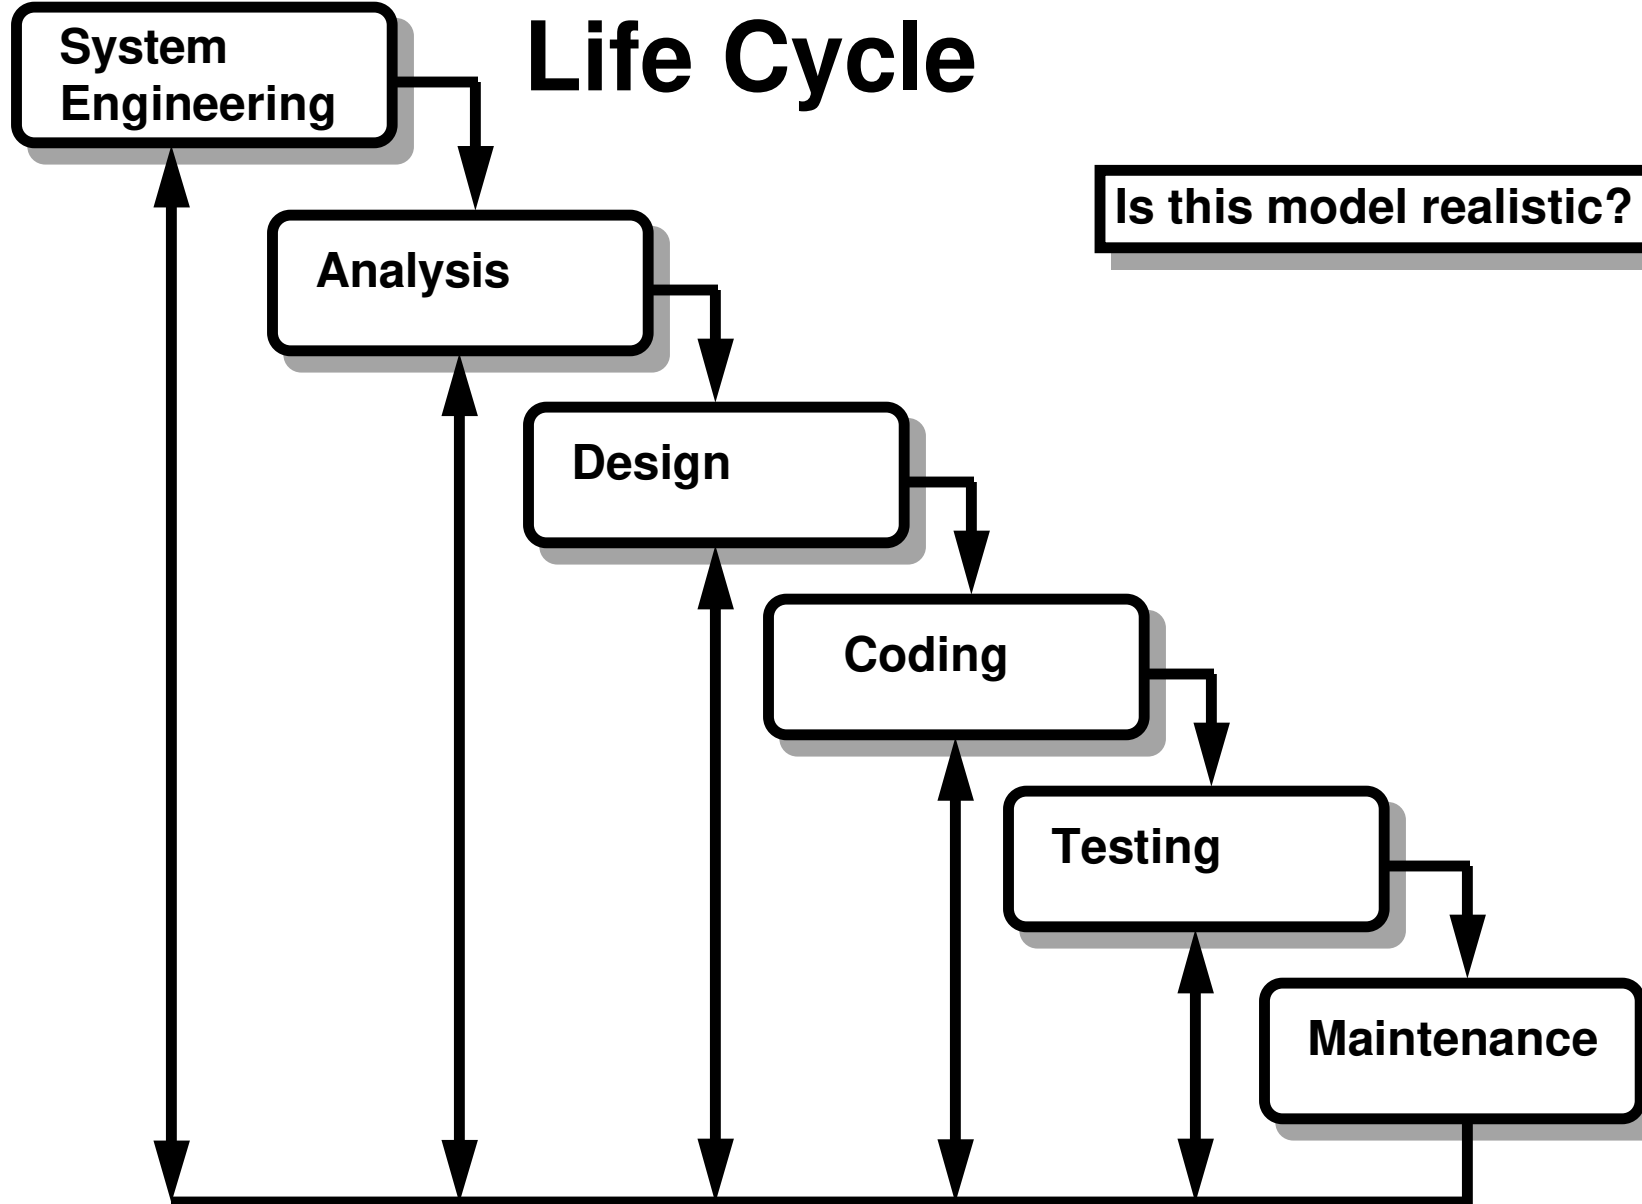 Life Cycle
System
Engineering
Is this model realistic?
Analysis
Design
Coding
Testing
Maintenance